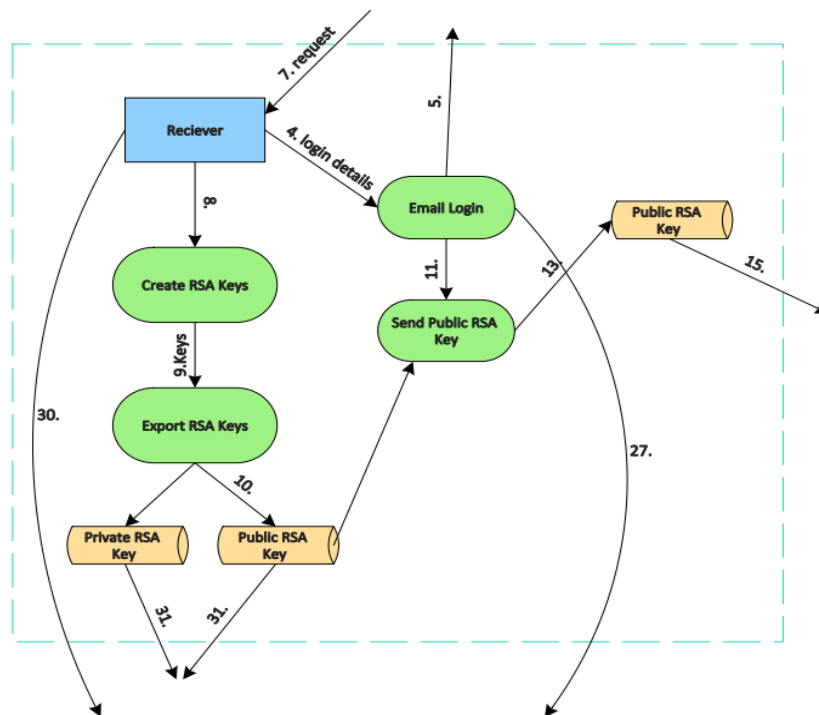 7. request
5.
Reciever
4. login details
8.
Email Login
Public RSA
Key
Create RSA Keys
11.
13.
15.
Send Public RSA
Key
9.Keys
30.
Export RSA Keys
27.
10.
Private RSA
Key
Public RSA
Key
31.
31.